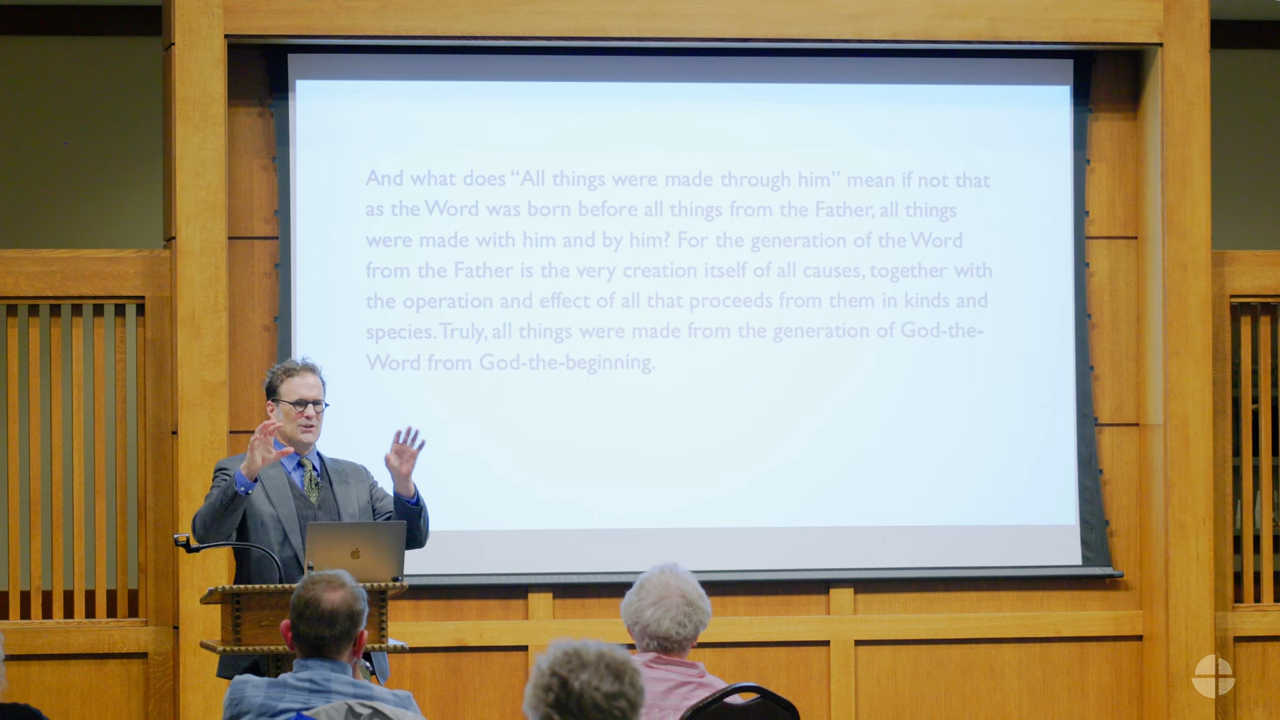 And what does “All things were made through him” mean if not that
as the Word was born before all things from the Father, all things
were made with him and by him? For the generation of the Word
from the Father is the very creation itself of all causes, together with
the operation and effect of all that proceeds from them in kinds and
species. Truly, all things were made from the generation of God-the-
Word from God-the-beginning.